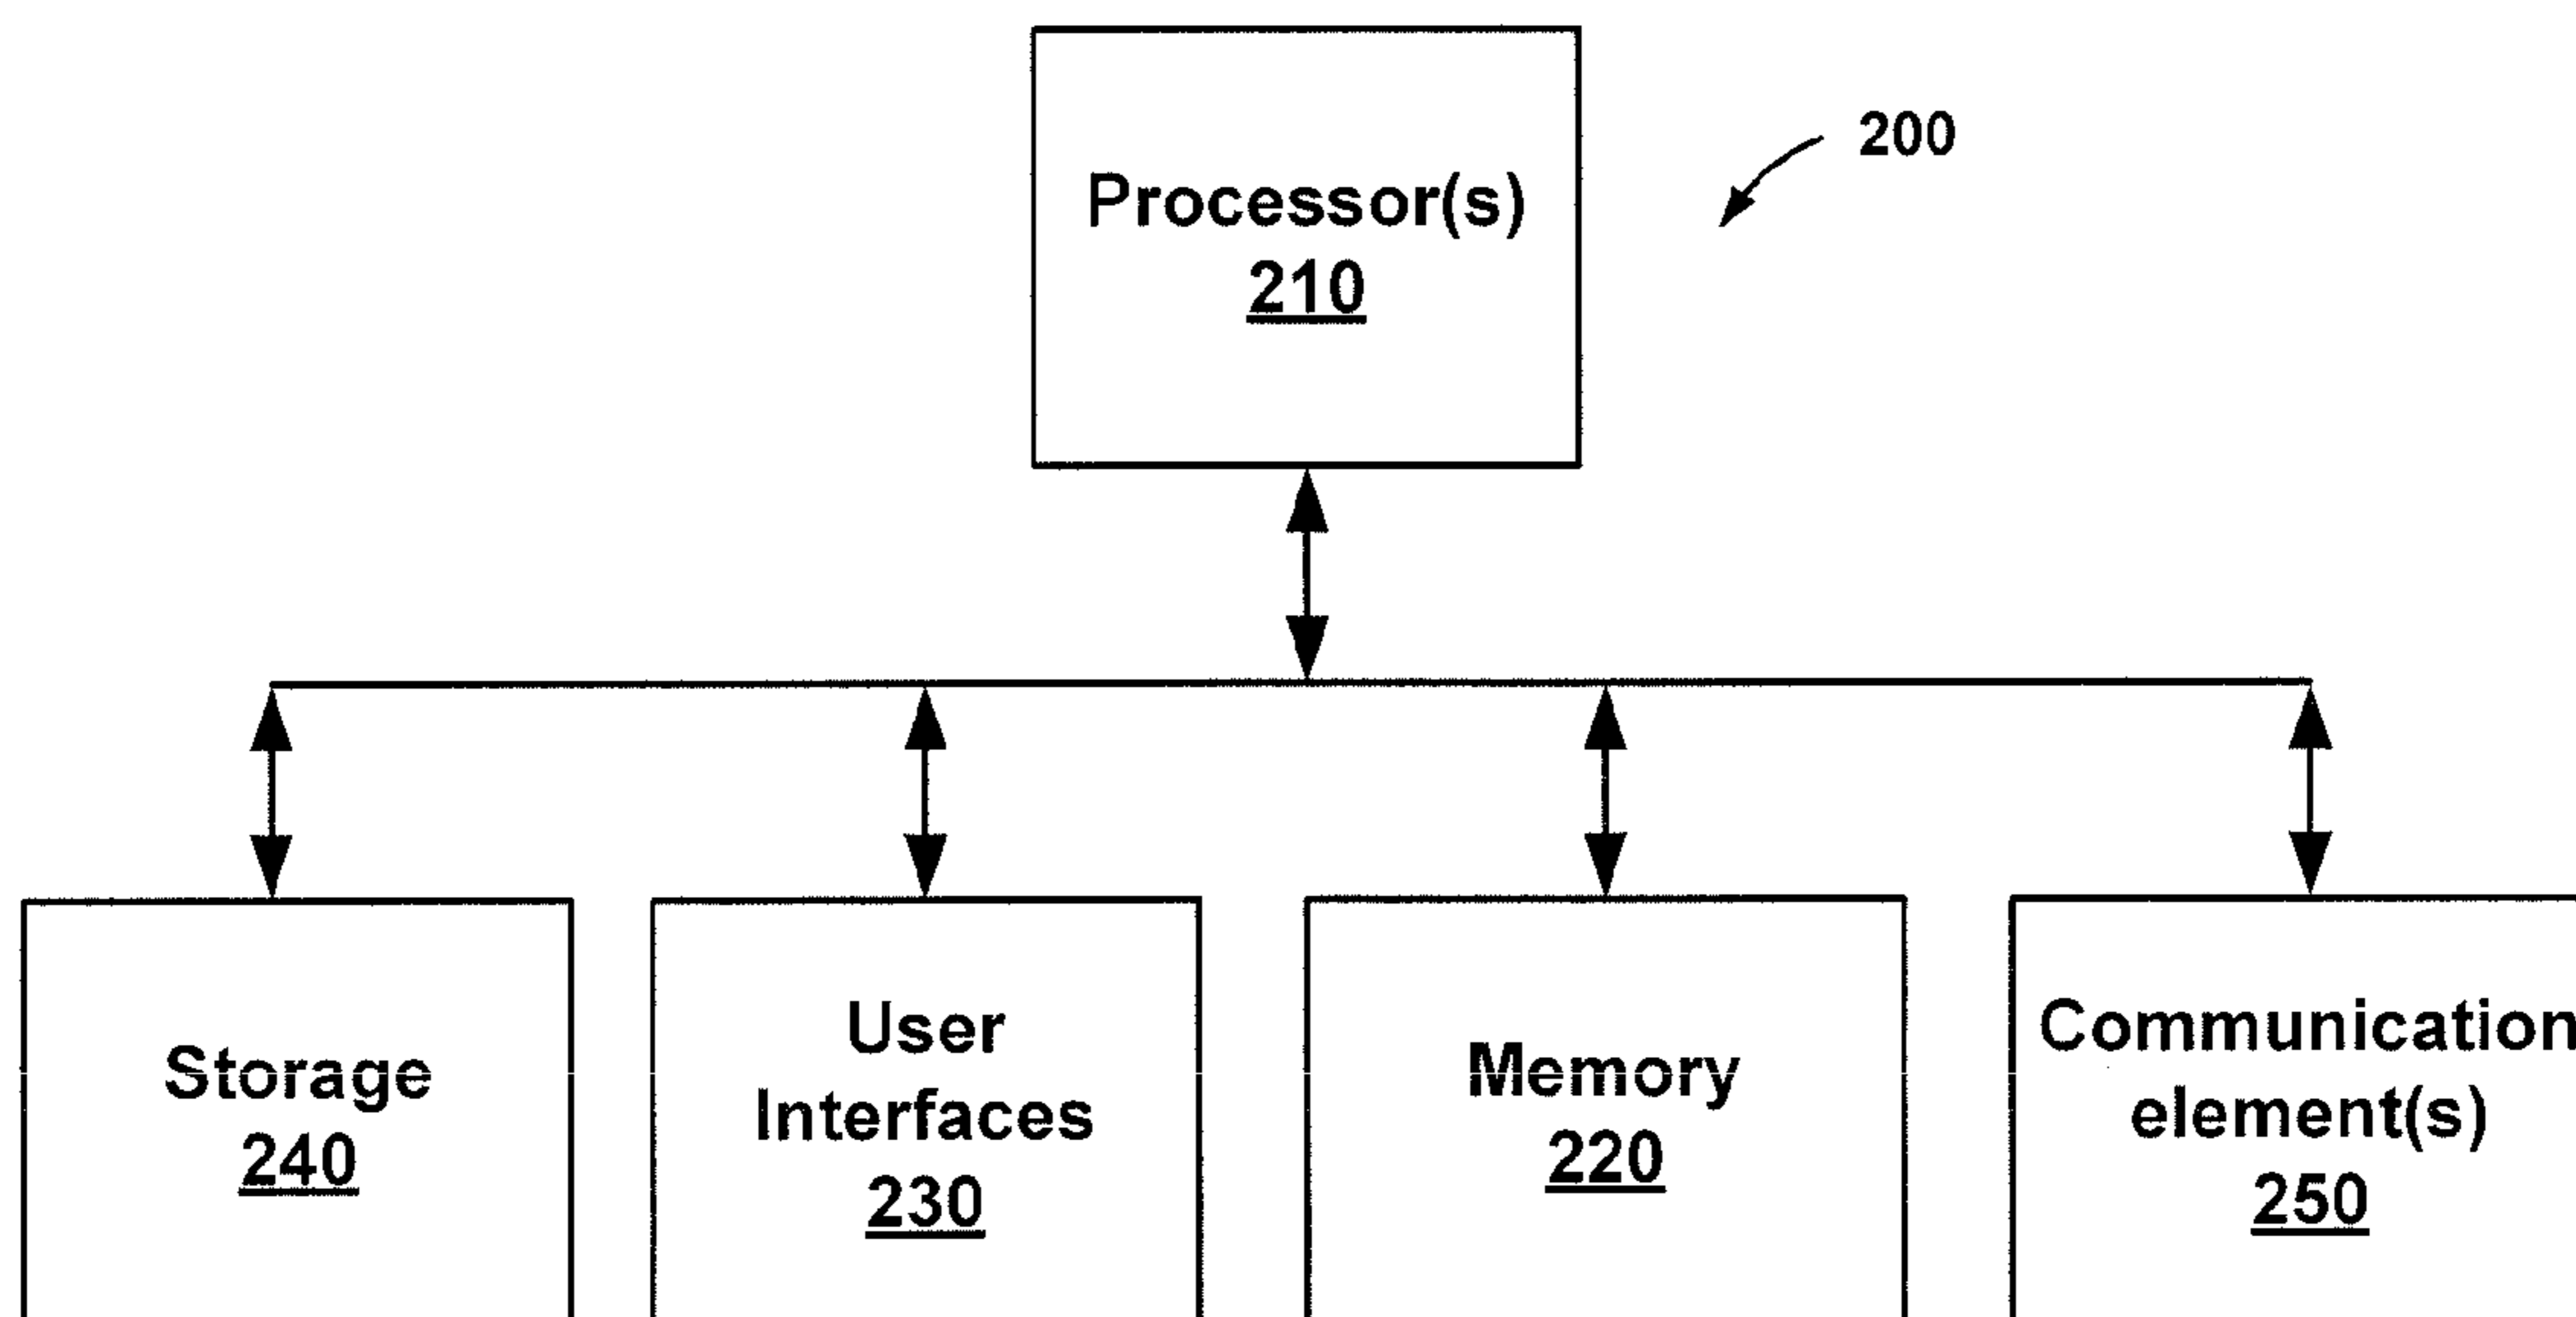 Processor(s)
210
200
Storage
240
User
Interfaces
230
Memory
220
Communication
element(s)
250